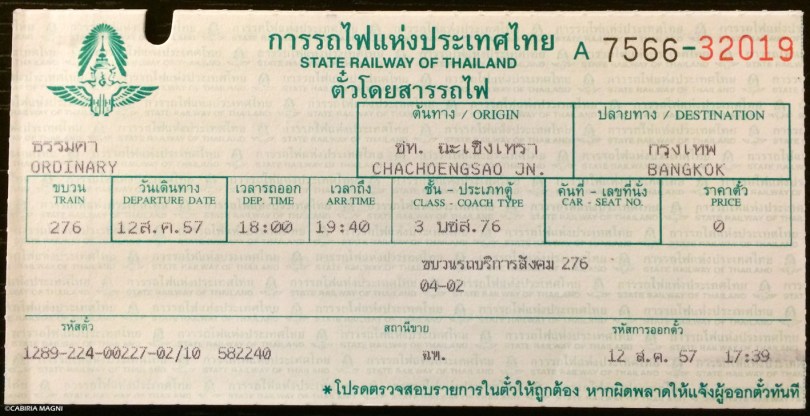 การรถไฟแห่งประเทศไทย A 7566-32019
STATE RAILWAY OF THAILAND
ตั๋วโดยสารรถไฟ
ต้นทาง / ORIGIN ปลายทาง / DESTINATION
ธรรมดา ชท. ฉะเชิงเทรา กรุงเทพ
ORDINARY CHACHOENGSAO JN. BANGKOK
ขบวน วันเดินทาง เวลารถออก เวลาถึง ชั้น - ประเภทตู้ คันที่ - เลขที่นั่ง ราคาตั๋ว
TRAIN DEPARTURE DATE DEP. TIME ARR.TIME CLASS - COACH TYPE CAR - SEAT NO. PRICE
276 12ส.ค.57 18:00 19:40 3 บชส.76 0
ขบวนรถบริการสังคม 276
04-02
รหัสตั๋ว สถานีขาย รหัสการออกตั๋ว
1289-224-00227-02/10 582240 ฉท. 12 ส.ค. 57 17:39
*โปรดตรวจสอบรายการในตั๋วให้ถูกต้อง หากผิดพลาดให้แจ้งผู้ออกตั๋วทันที
©CABIRIA MAGNI